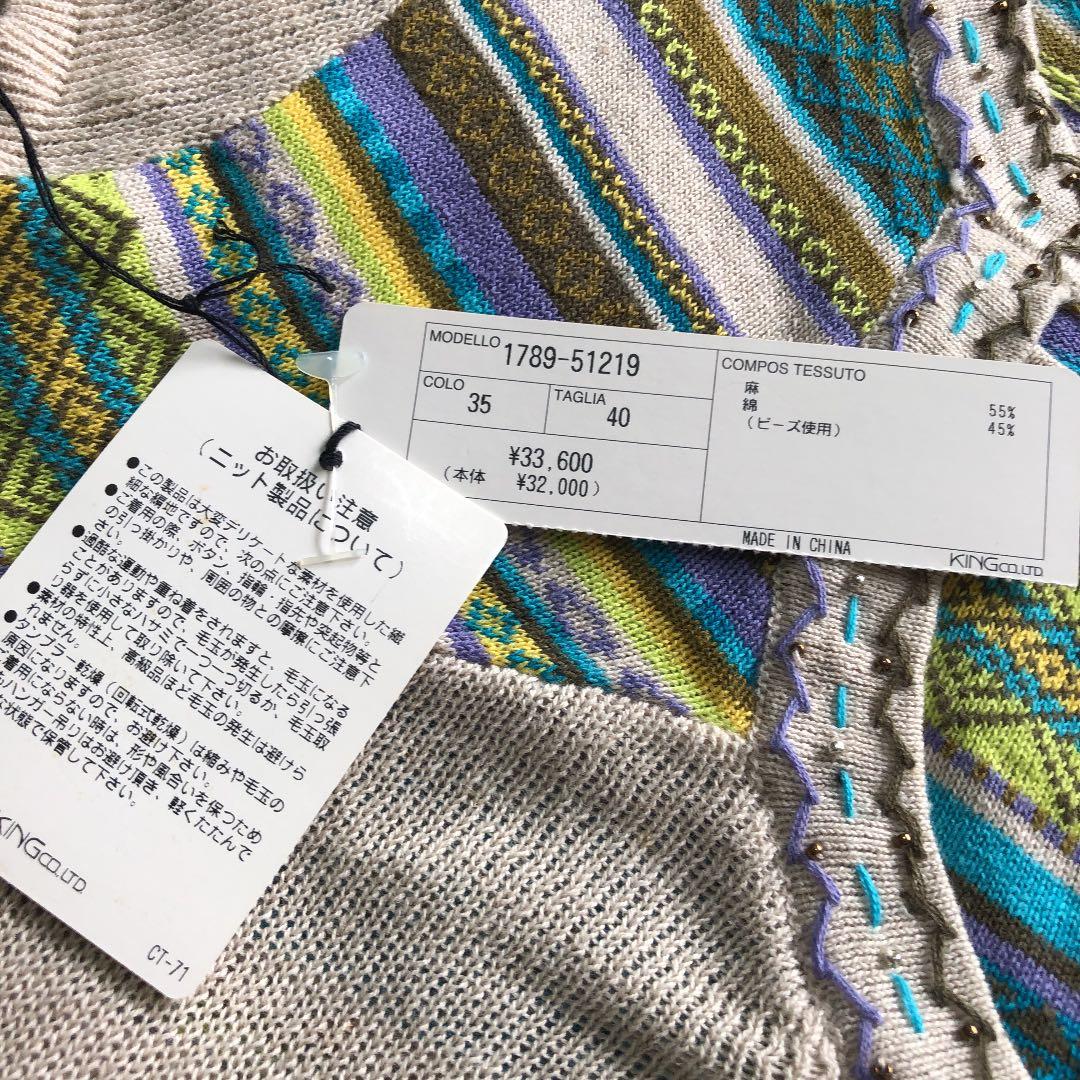 MODELLO 1789-51219
COLO 35
TAGLIA 40
¥33,600
(本体 ¥32,000)
COMPOS TESSUTO
麻 55%
綿 45%
(ビーズ使用)
MADE IN CHINA
KING CO.,LTD
お取扱い注意
(ニット製品について)
●この製品は大変デリケートな素材を使用した繊
細な編地ですので、次の点にご注意下さい。
●ご着用の際、ボタン、指輪、指先や突起物等と
の引っ掛かりや、周囲の物との摩擦にご注意下
さい。
●過酷な運動や重ね着をされますと、毛玉になる
ことがありますので、毛玉が発生したら引っ張
らずに小さなハサミで一つ一つ切るか、毛玉取
り器を使用して取り除いて下さい。
●素材の特性上、高級品ほど毛玉の発生は避けら
れません。
●タンブラー乾燥(回転式乾燥)は縮みや毛玉の
原因になりますので、お避け下さい。
着用にならない時は、形や風合いを保つため
ハンガー吊りはお避け頂き、軽くたたんで
な状態で保管して下さい。
KING CO.,LTD
CT-71